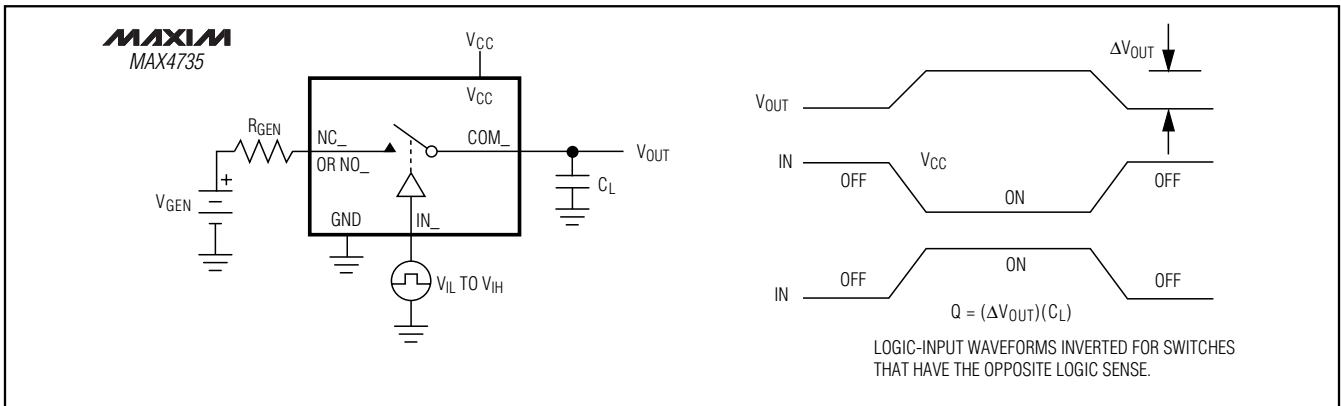 MAXIM
MAX4735
VCC
VCC
RGEN
NC_
OR NO_
COM_
VOUT
CL
+
VGEN
GND
IN_
VIL TO VIH
ΔVOUT
VOUT
IN
VCC
OFF
ON
OFF
IN
OFF
ON
OFF
Q = (ΔVOUT)(CL)
LOGIC-INPUT WAVEFORMS INVERTED FOR SWITCHES
THAT HAVE THE OPPOSITE LOGIC SENSE.